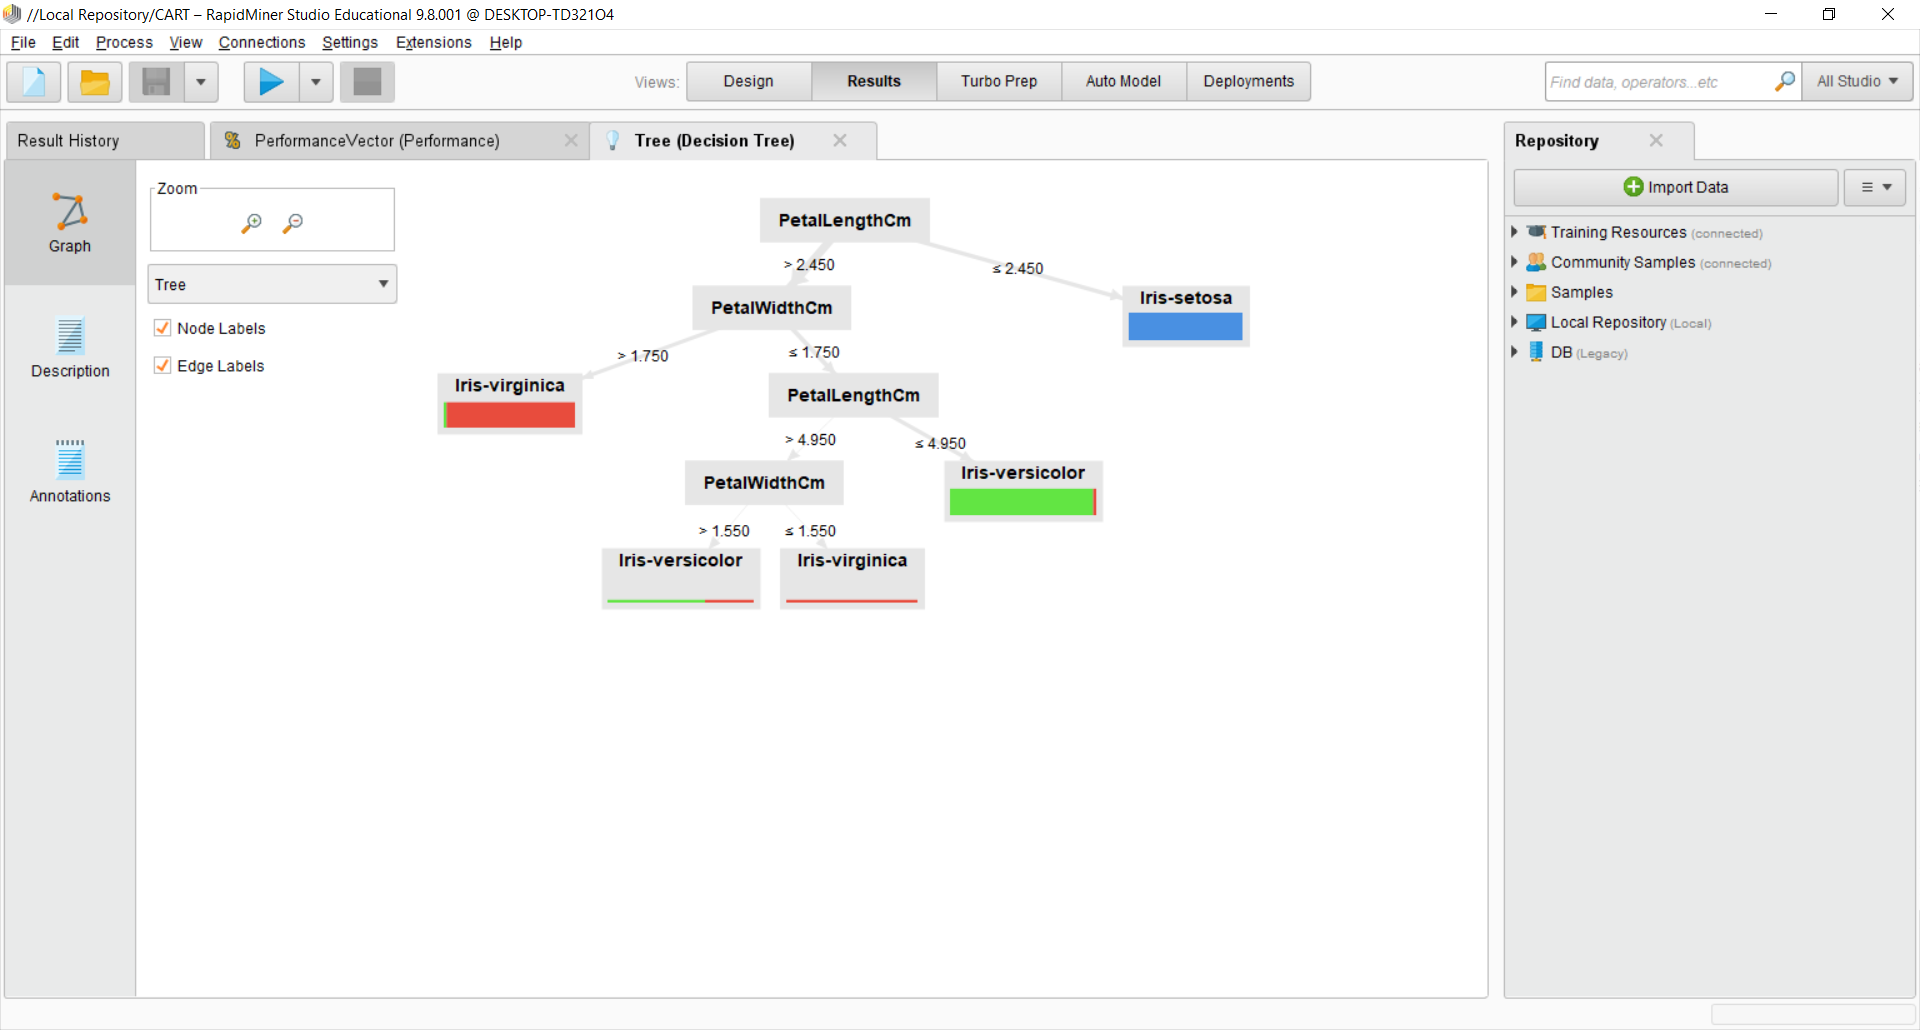 //Local Repository/CART – RapidMiner Studio Educational 9.8.001 @ DESKTOP-TD321O4
File Edit Process View Connections Settings Extensions Help
Views: Design Results Turbo Prep Auto Model Deployments
Find data, operators...etc
All Studio
Result History
PerformanceVector (Performance)
Tree (Decision Tree)
Repository
Graph
Description
Annotations
Zoom
Tree
Node Labels
Edge Labels
PetalLengthCm
> 2.450
≤ 2.450
PetalWidthCm
Iris-setosa
> 1.750
≤ 1.750
Iris-virginica
PetalLengthCm
> 4.950
≤ 4.950
PetalWidthCm
Iris-versicolor
> 1.550
≤ 1.550
Iris-versicolor
Iris-virginica
Import Data
Training Resources (connected)
Community Samples (connected)
Samples
Local Repository (Local)
DB (Legacy)